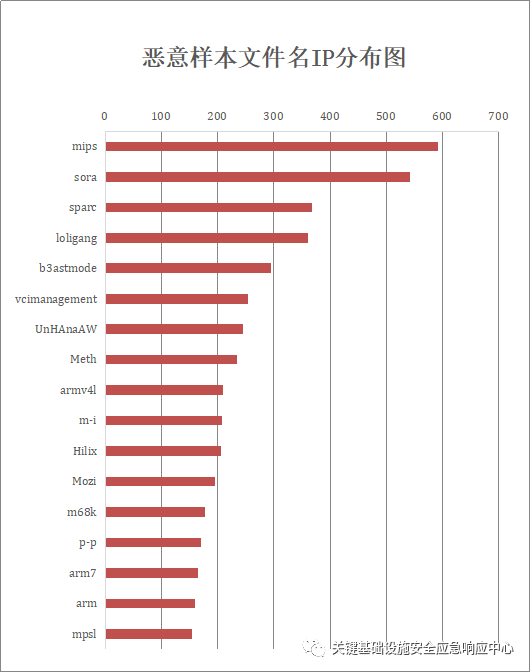 恶意样本文件名IP分布图
0 100 200 300 400 500 600 700
mips
sora
sparc
loligang
b3astmode
vcimanagement
UnHAnaAW
Meth
armv4l
m-i
Hilix
Mozi
m68k
p-p
arm7
arm
mpsl
关键基础设施安全应急响应中心